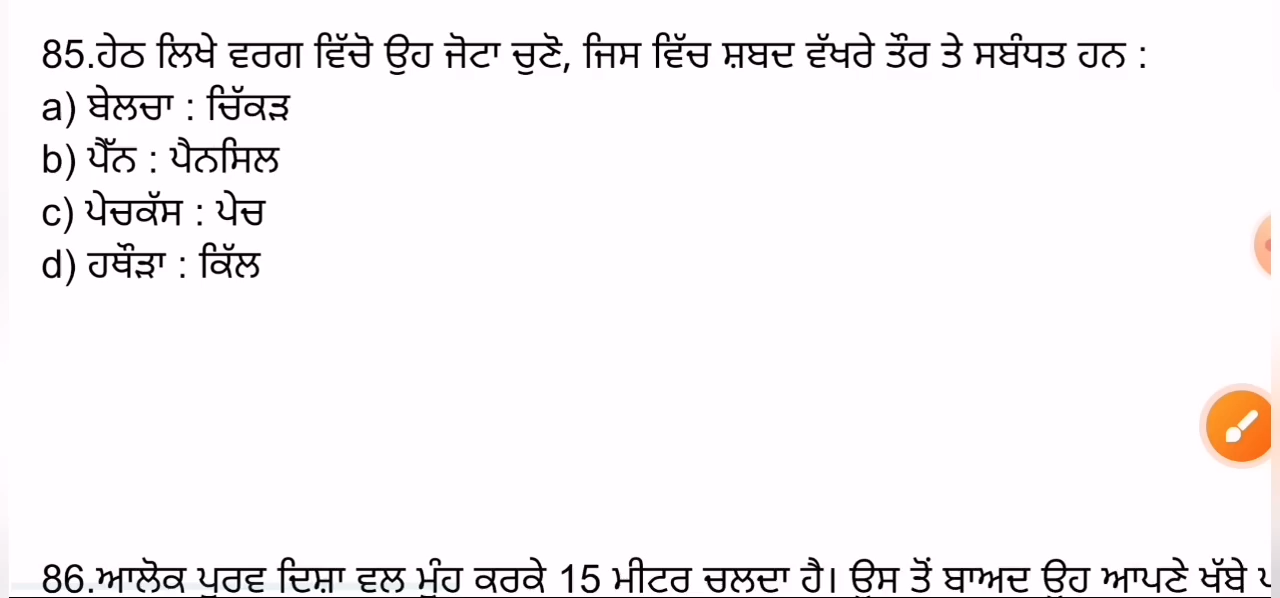 85.ਹੇਠ ਲਿਖੇ ਵਰਗ ਵਿੱਚੋ ਉਹ ਜੋਟਾ ਚੁਣੋ, ਜਿਸ ਵਿੱਚ ਸ਼ਬਦ ਵੱਖਰੇ ਤੌਰ ਤੇ ਸਬੰਧਤ ਹਨ :
a) ਬੇਲਚਾ : ਚਿੱਕੜ
b) ਪੈੱਨ : ਪੈਨਸਿਲ
c) ਪੇਚਕੱਸ : ਪੇਚ
d) ਹਥੌੜਾ : ਕਿੱਲ
86.ਆਲੋਕ ਪੂਰਵ ਦਿਸ਼ਾ ਵਲ ਮੂੰਹ ਕਰਕੇ 15 ਮੀਟਰ ਚਲਦਾ ਹੈ। ਉਸ ਤੋਂ ਬਾਅਦ ਉਹ ਆਪਣੇ ਖੱਬੇ